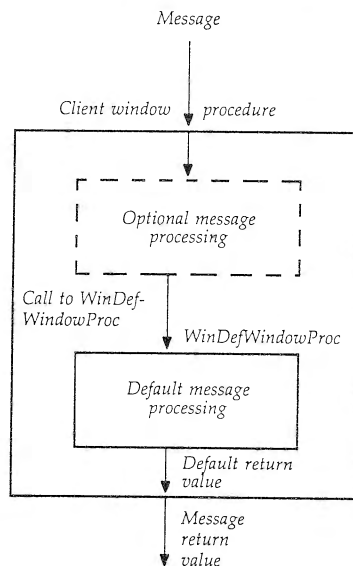 Message
Client window procedure
Optional message
processing
Call to WinDef-
WindowProc
WinDefWindowProc
Default message
processing
Default return
value
Message
return
value